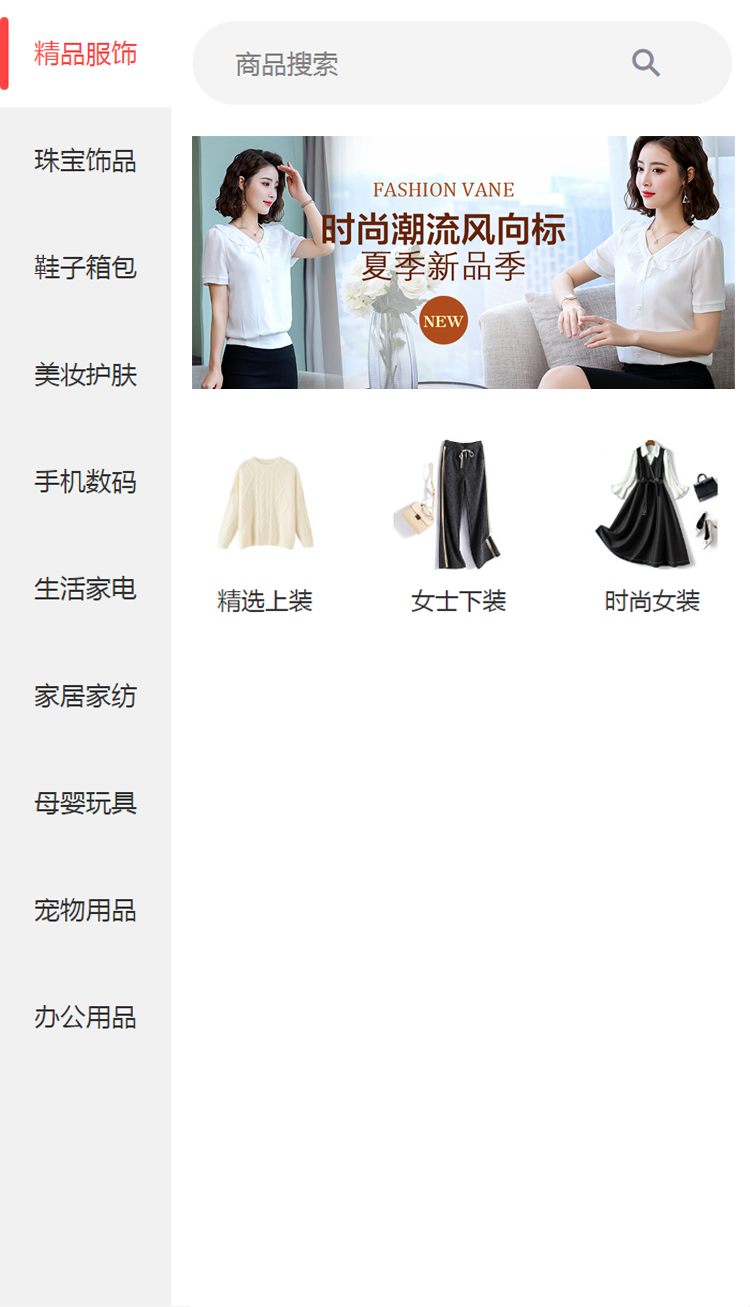 精品服饰
珠宝饰品
鞋子箱包
美妆护肤
手机数码
生活家电
家居家纺
母婴玩具
宠物用品
办公用品
商品搜索
FASHION VANE
时尚潮流风向标
夏季新品季
NEW
精选上装
女士下装
时尚女装